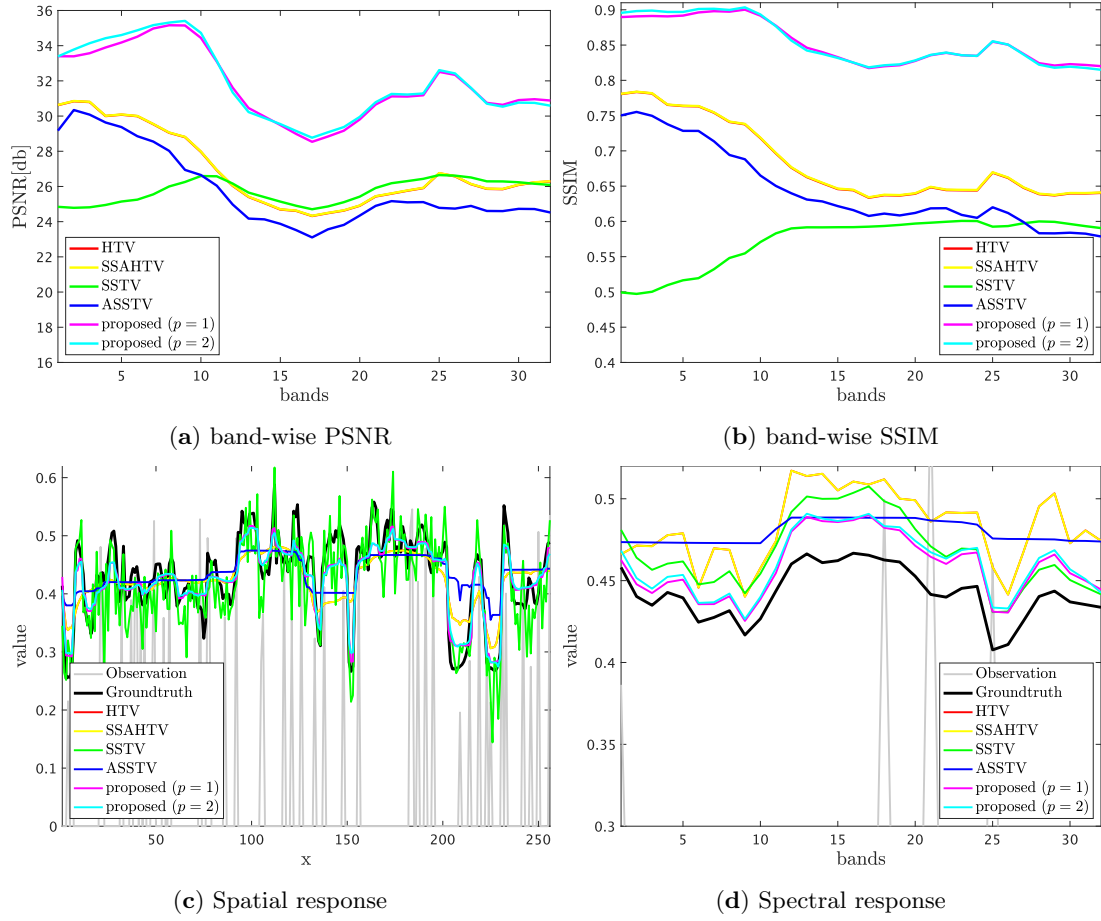 36
34
32
30
28
26
24
22
20
18
16
PSNR[db]
HTV
SSAHTV
SSTV
ASSTV
proposed (p = 1)
proposed (p = 2)
5 10 15 20 25 30
bands
(a) band-wise PSNR
0.9
0.85
0.8
0.75
0.7
0.65
0.6
0.55
0.5
0.45
0.4
SSIM
HTV
SSAHTV
SSTV
ASSTV
proposed (p = 1)
proposed (p = 2)
5 10 15 20 25 30
bands
(b) band-wise SSIM
0.6
0.5
0.4
0.3
0.2
0.1
0
value
Observation
Groundtruth
HTV
SSAHTV
SSTV
ASSTV
proposed (p = 1)
proposed (p = 2)
50 100 150 200 250
x
(c) Spatial response
0.5
0.45
0.4
0.35
0.3
value
Observation
Groundtruth
HTV
SSAHTV
SSTV
ASSTV
proposed (p = 1)
proposed (p = 2)
5 10 15 20 25 30
bands
(d) Spectral response